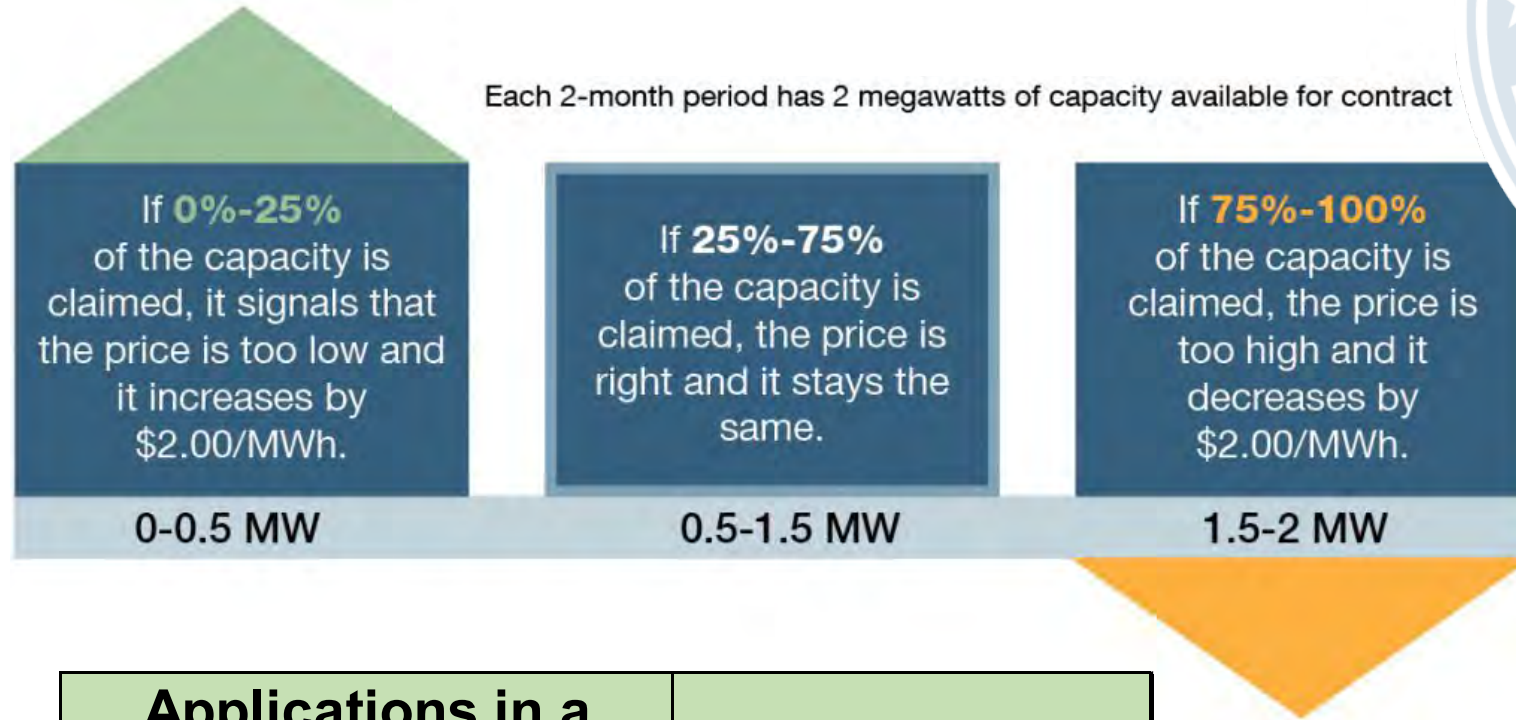 Each 2-month period has 2 megawatts of capacity available for contract
If 0%-25%
of the capacity is
claimed, it signals that
the price is too low and
it increases by
$2.00/MWh.
If 25%-75%
of the capacity is
claimed, the price is
right and it stays the
same.
If 75%-100%
of the capacity is
claimed, the price is
too high and it
decreases by
$2.00/MWh.
0-0.5 MW
0.5-1.5 MW
1.5-2 MW
Applications in a